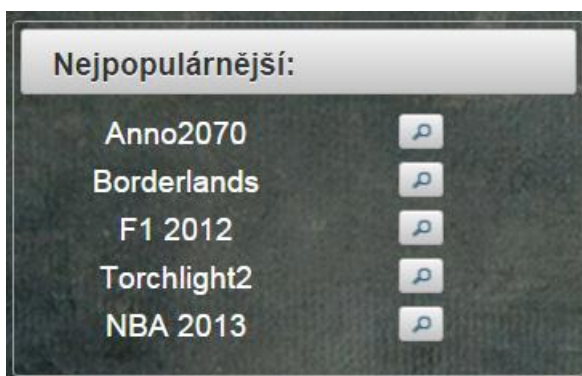 Nejpopulárnější:
Anno2070
Borderlands
F1 2012
Torchlight2
NBA 2013